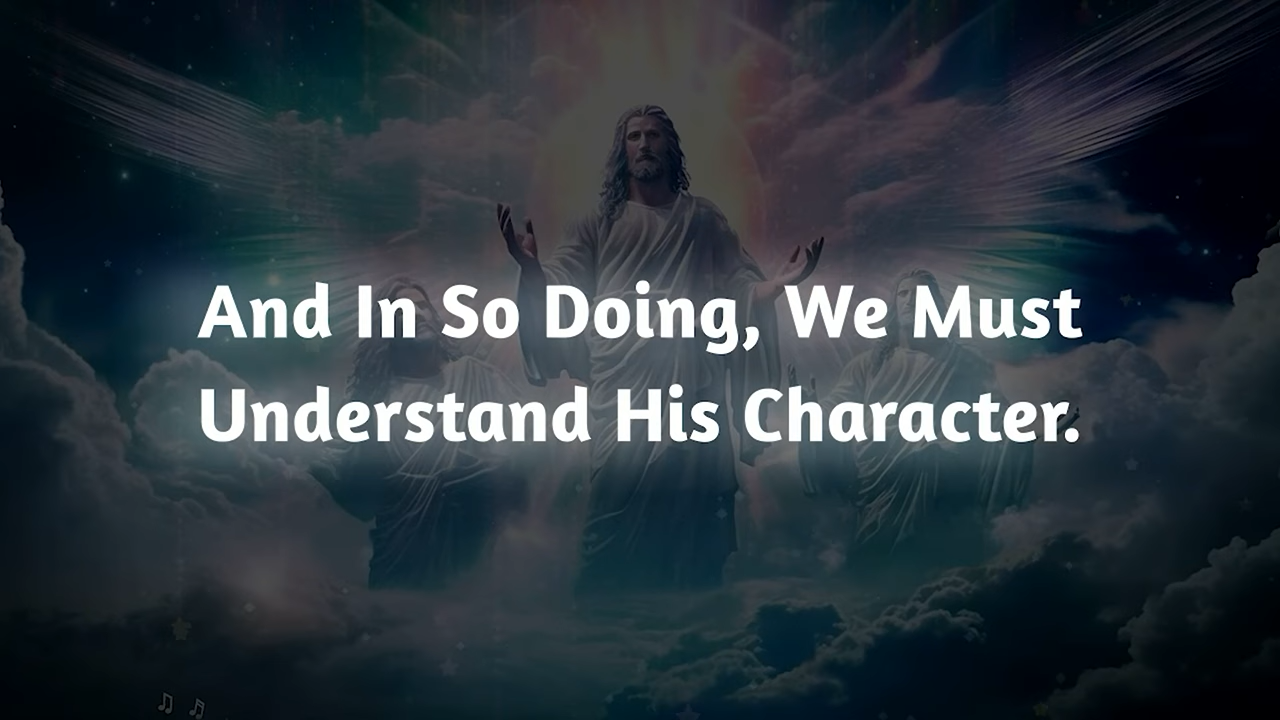 And In So Doing, We Must
Understand His Character.